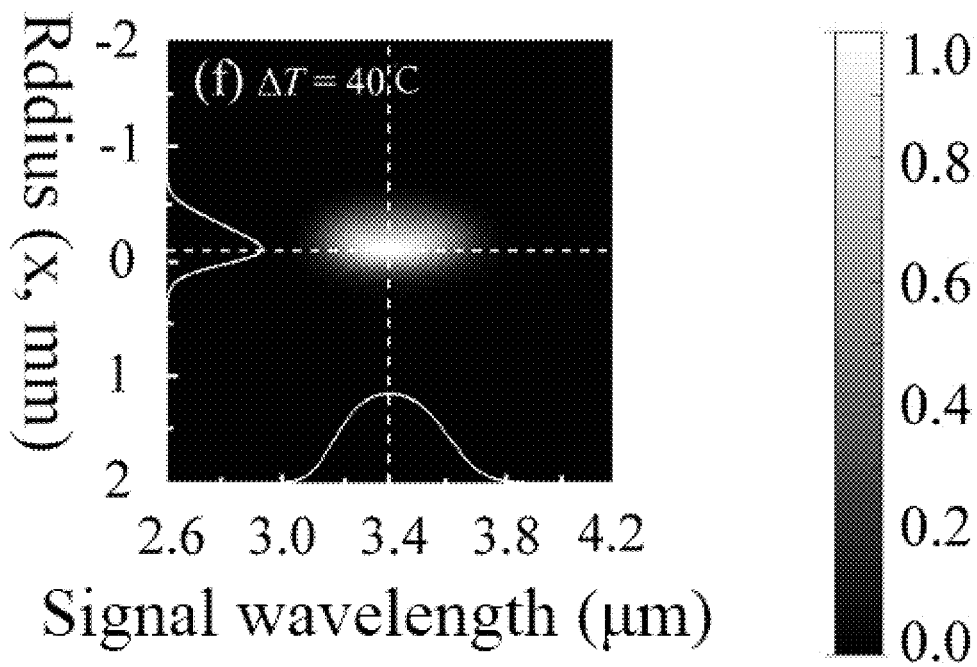 Rddius (x, mm)
-2
-1
0
1
2
(f) ΔT = 40°C
2.6 3.0 3.4 3.8 4.2
Signal wavelength (μm)
1.0
0.8
0.6
0.4
0.2
0.0